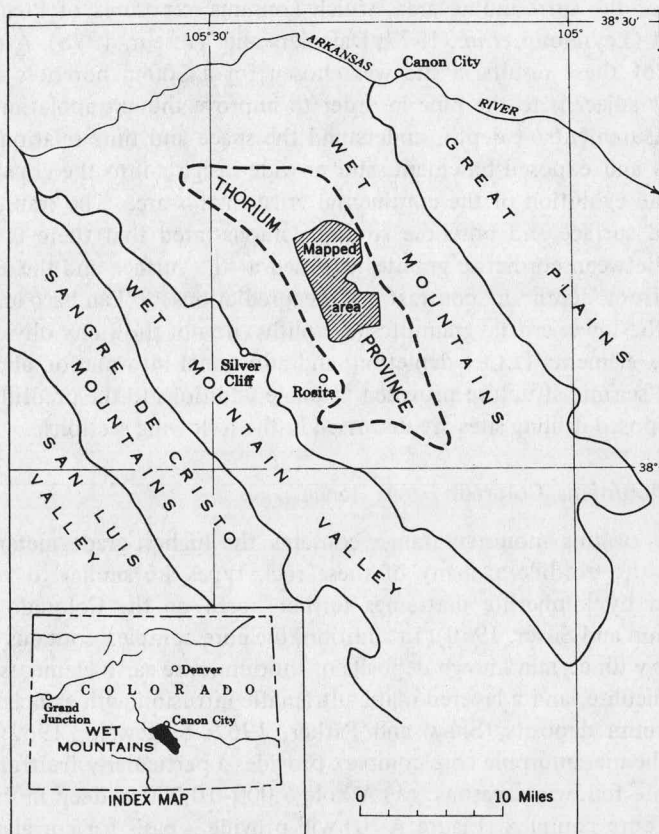 105°30'
105°
38°30'
ARKANSAS
RIVER
Canon City
WET MOUNTAINS
GREAT PLAINS
THORIUM PROVINCE
Mapped
area
Silver
Cliff
Rosita
WET MOUNTAIN VALLEY
SANGRE DE CRISTO
MOUNTAINS
SAN LUIS
VALLEY
38°
Denver
COLORADO
Grand
Junction
Canon City
WET
MOUNTAINS
INDEX MAP
0 10 Miles